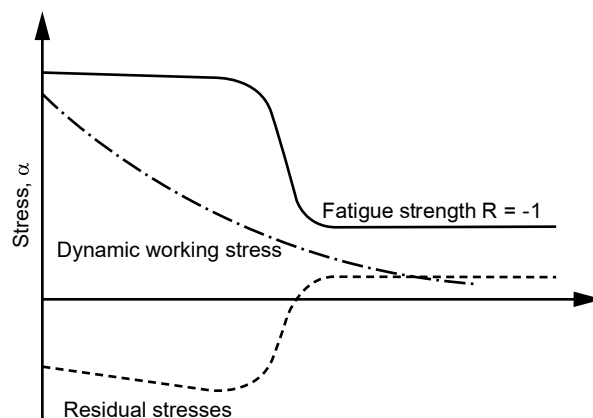 Stress, α
Fatigue strength R = -1
Dynamic working stress
Residual stresses